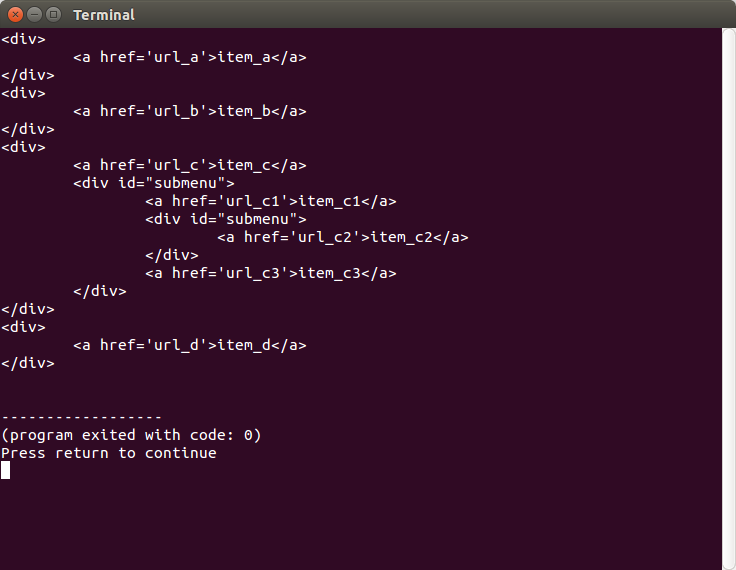 Terminal
<div>
        <a href='url_a'>item_a</a>
</div>
<div>
        <a href='url_b'>item_b</a>
</div>
<div>
        <a href='url_c'>item_c</a>
        <div id="submenu">
                <a href='url_c1'>item_c1</a>
                <div id="submenu">
                        <a href='url_c2'>item_c2</a>
                </div>
                <a href='url_c3'>item_c3</a>
        </div>
</div>
<div>
        <a href='url_d'>item_d</a>
</div>
------------------
(program exited with code: 0)
Press return to continue